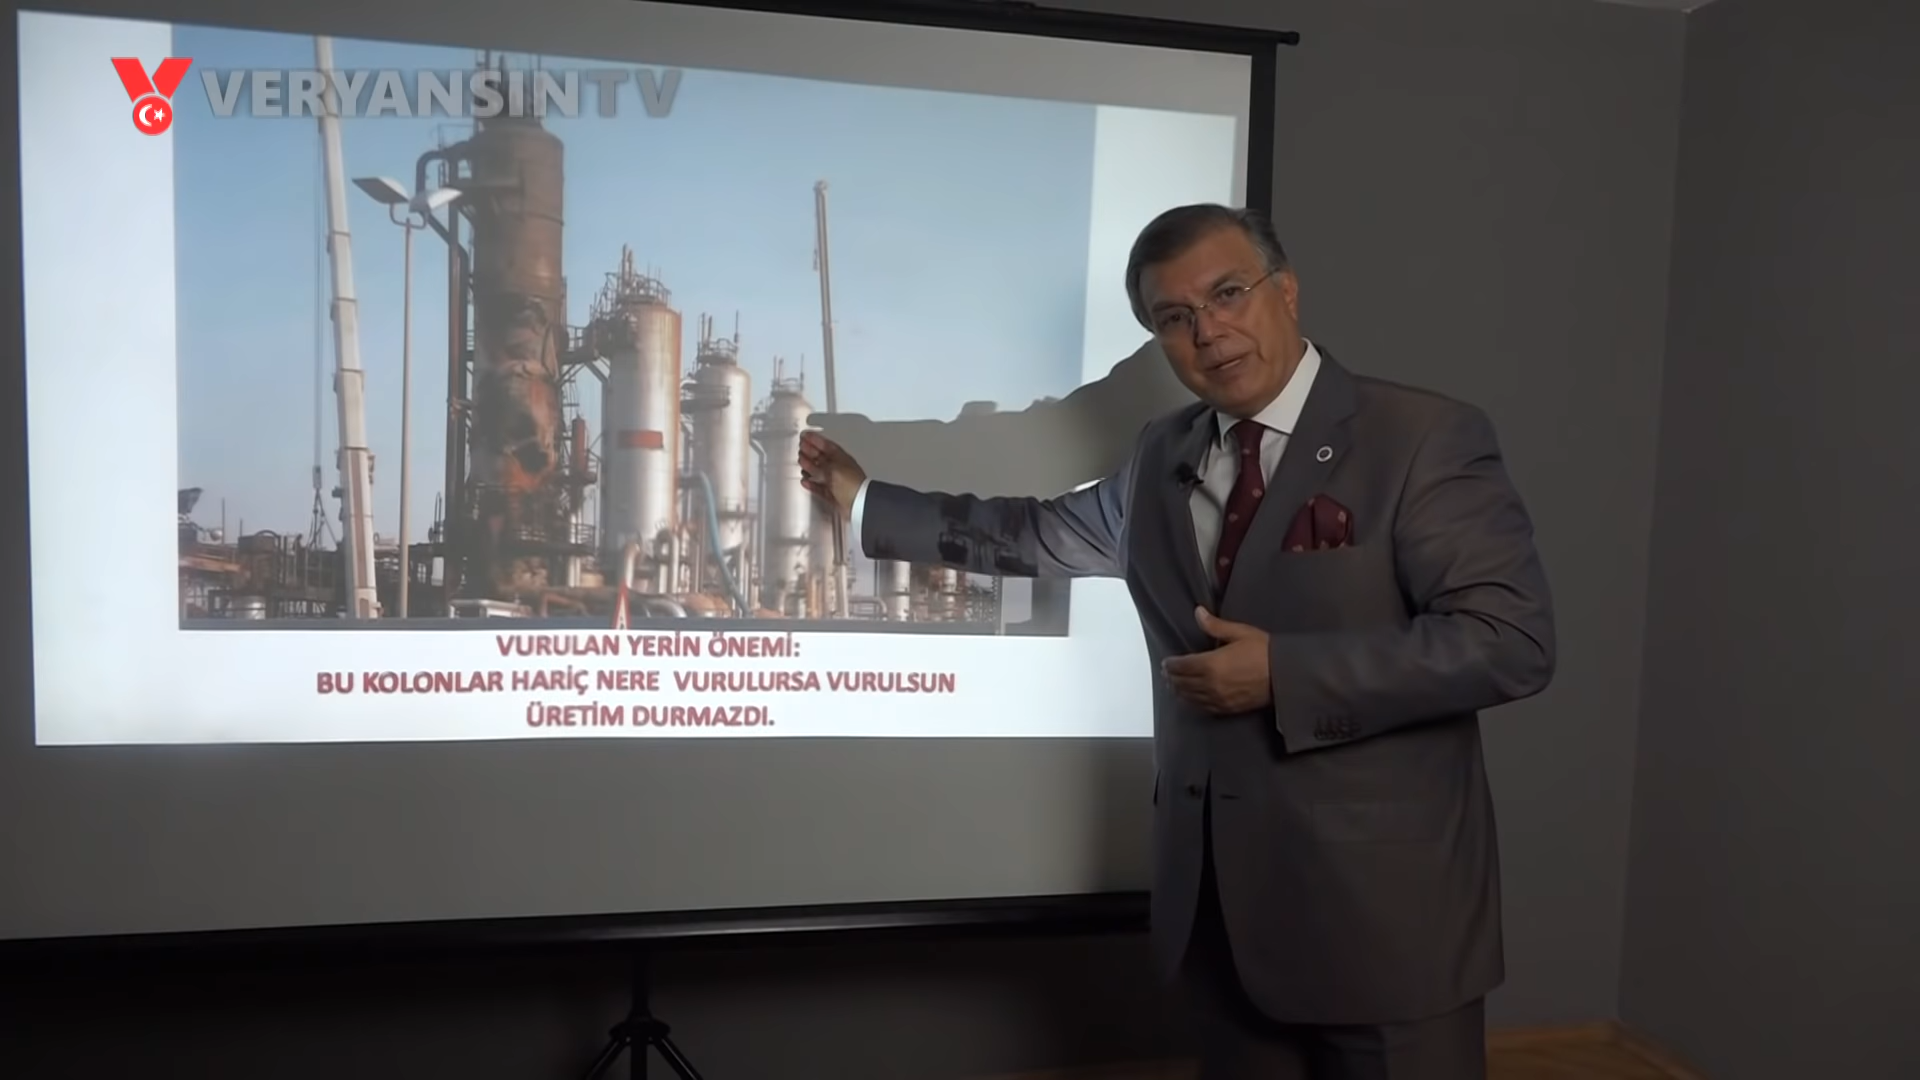 VERYANSINTV
VURULAN YERİN ÖNEMİ:
BU KOLONLAR HARİÇ NERE VURULURSA VURULSUN
ÜRETİM DURMAZDI.